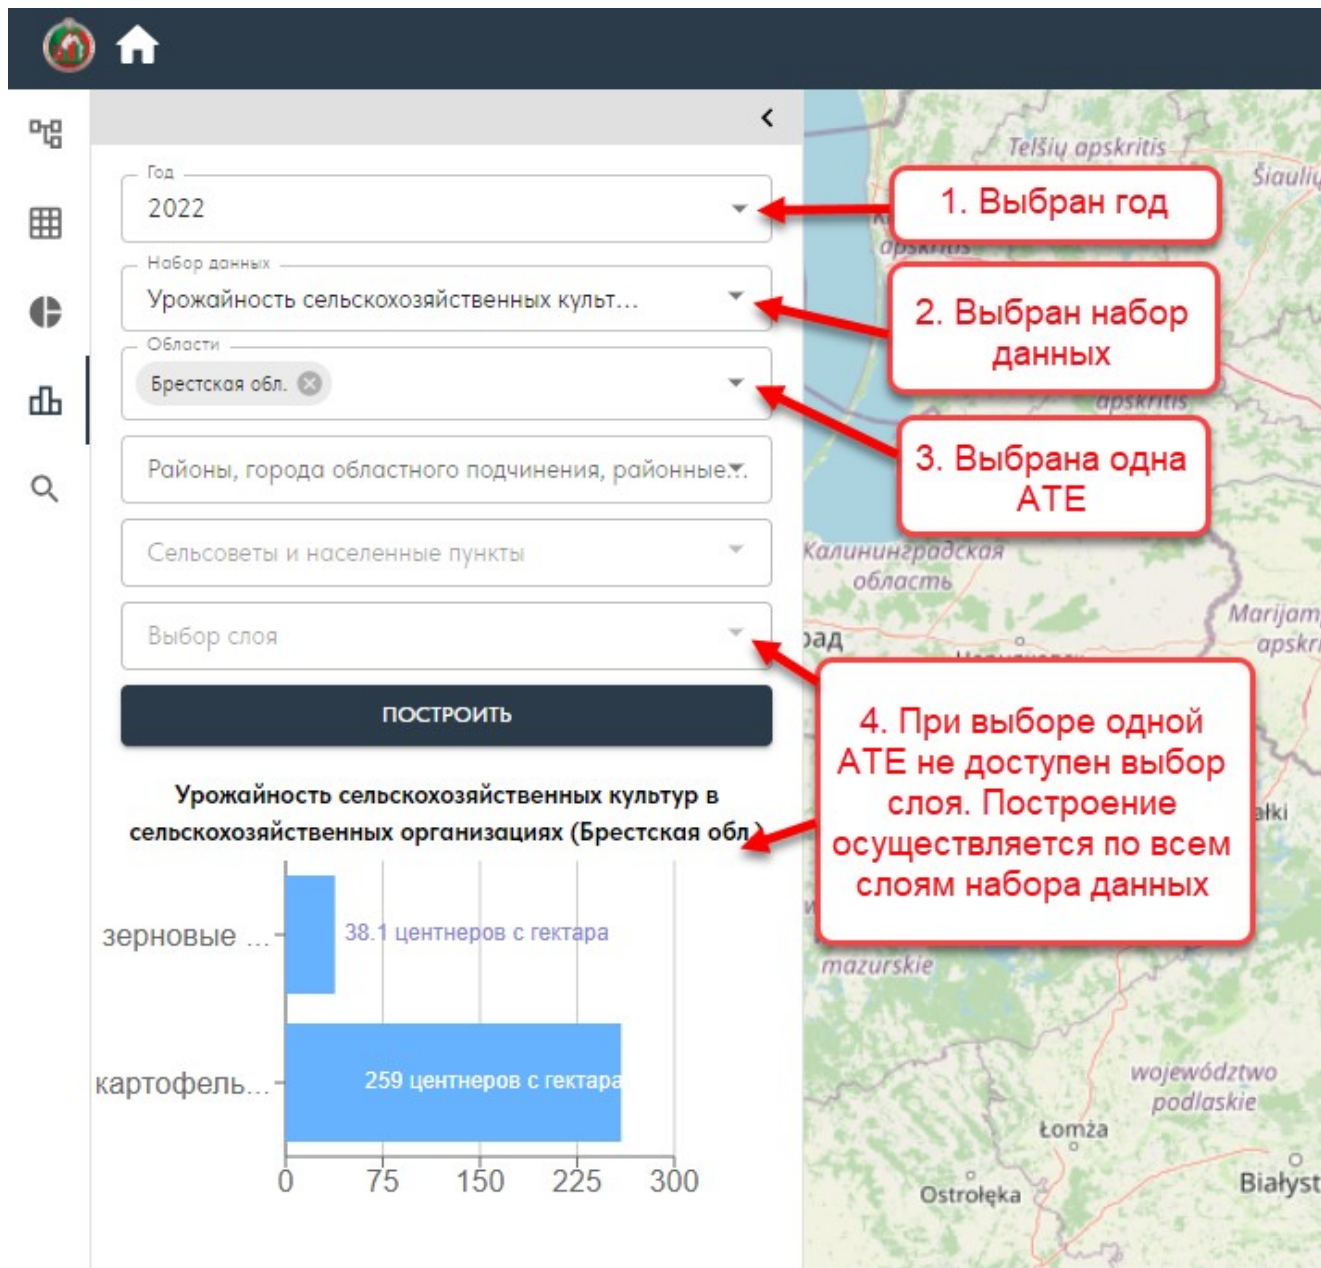 Год
2022
Набор данных
Урожайность сельскохозяйственных культ...
Области
Брестская обл.
Районы, города областного подчинения, районные...
Сельсоветы и населенные пункты
Выбор слоя
ПОСТРОИТЬ
Урожайность сельскохозяйственных культур в
сельскохозяйственных организациях (Брестская обл.)
зерновые ...
38.1 центнеров с гектара
картофель...
259 центнеров с гектара
0 75 150 225 300
Telšių apskritis
1. Выбран год
apskritis
2. Выбран набор
данных
apskritis
3. Выбрана одна
АТЕ
Калининградская
область
4. При выборе одной
АТЕ не доступен выбор
слоя. Построение
осуществляется по всем
слоям набора данных
mazurskie
województwo
podlaskie
Łomża
Ostrołęka